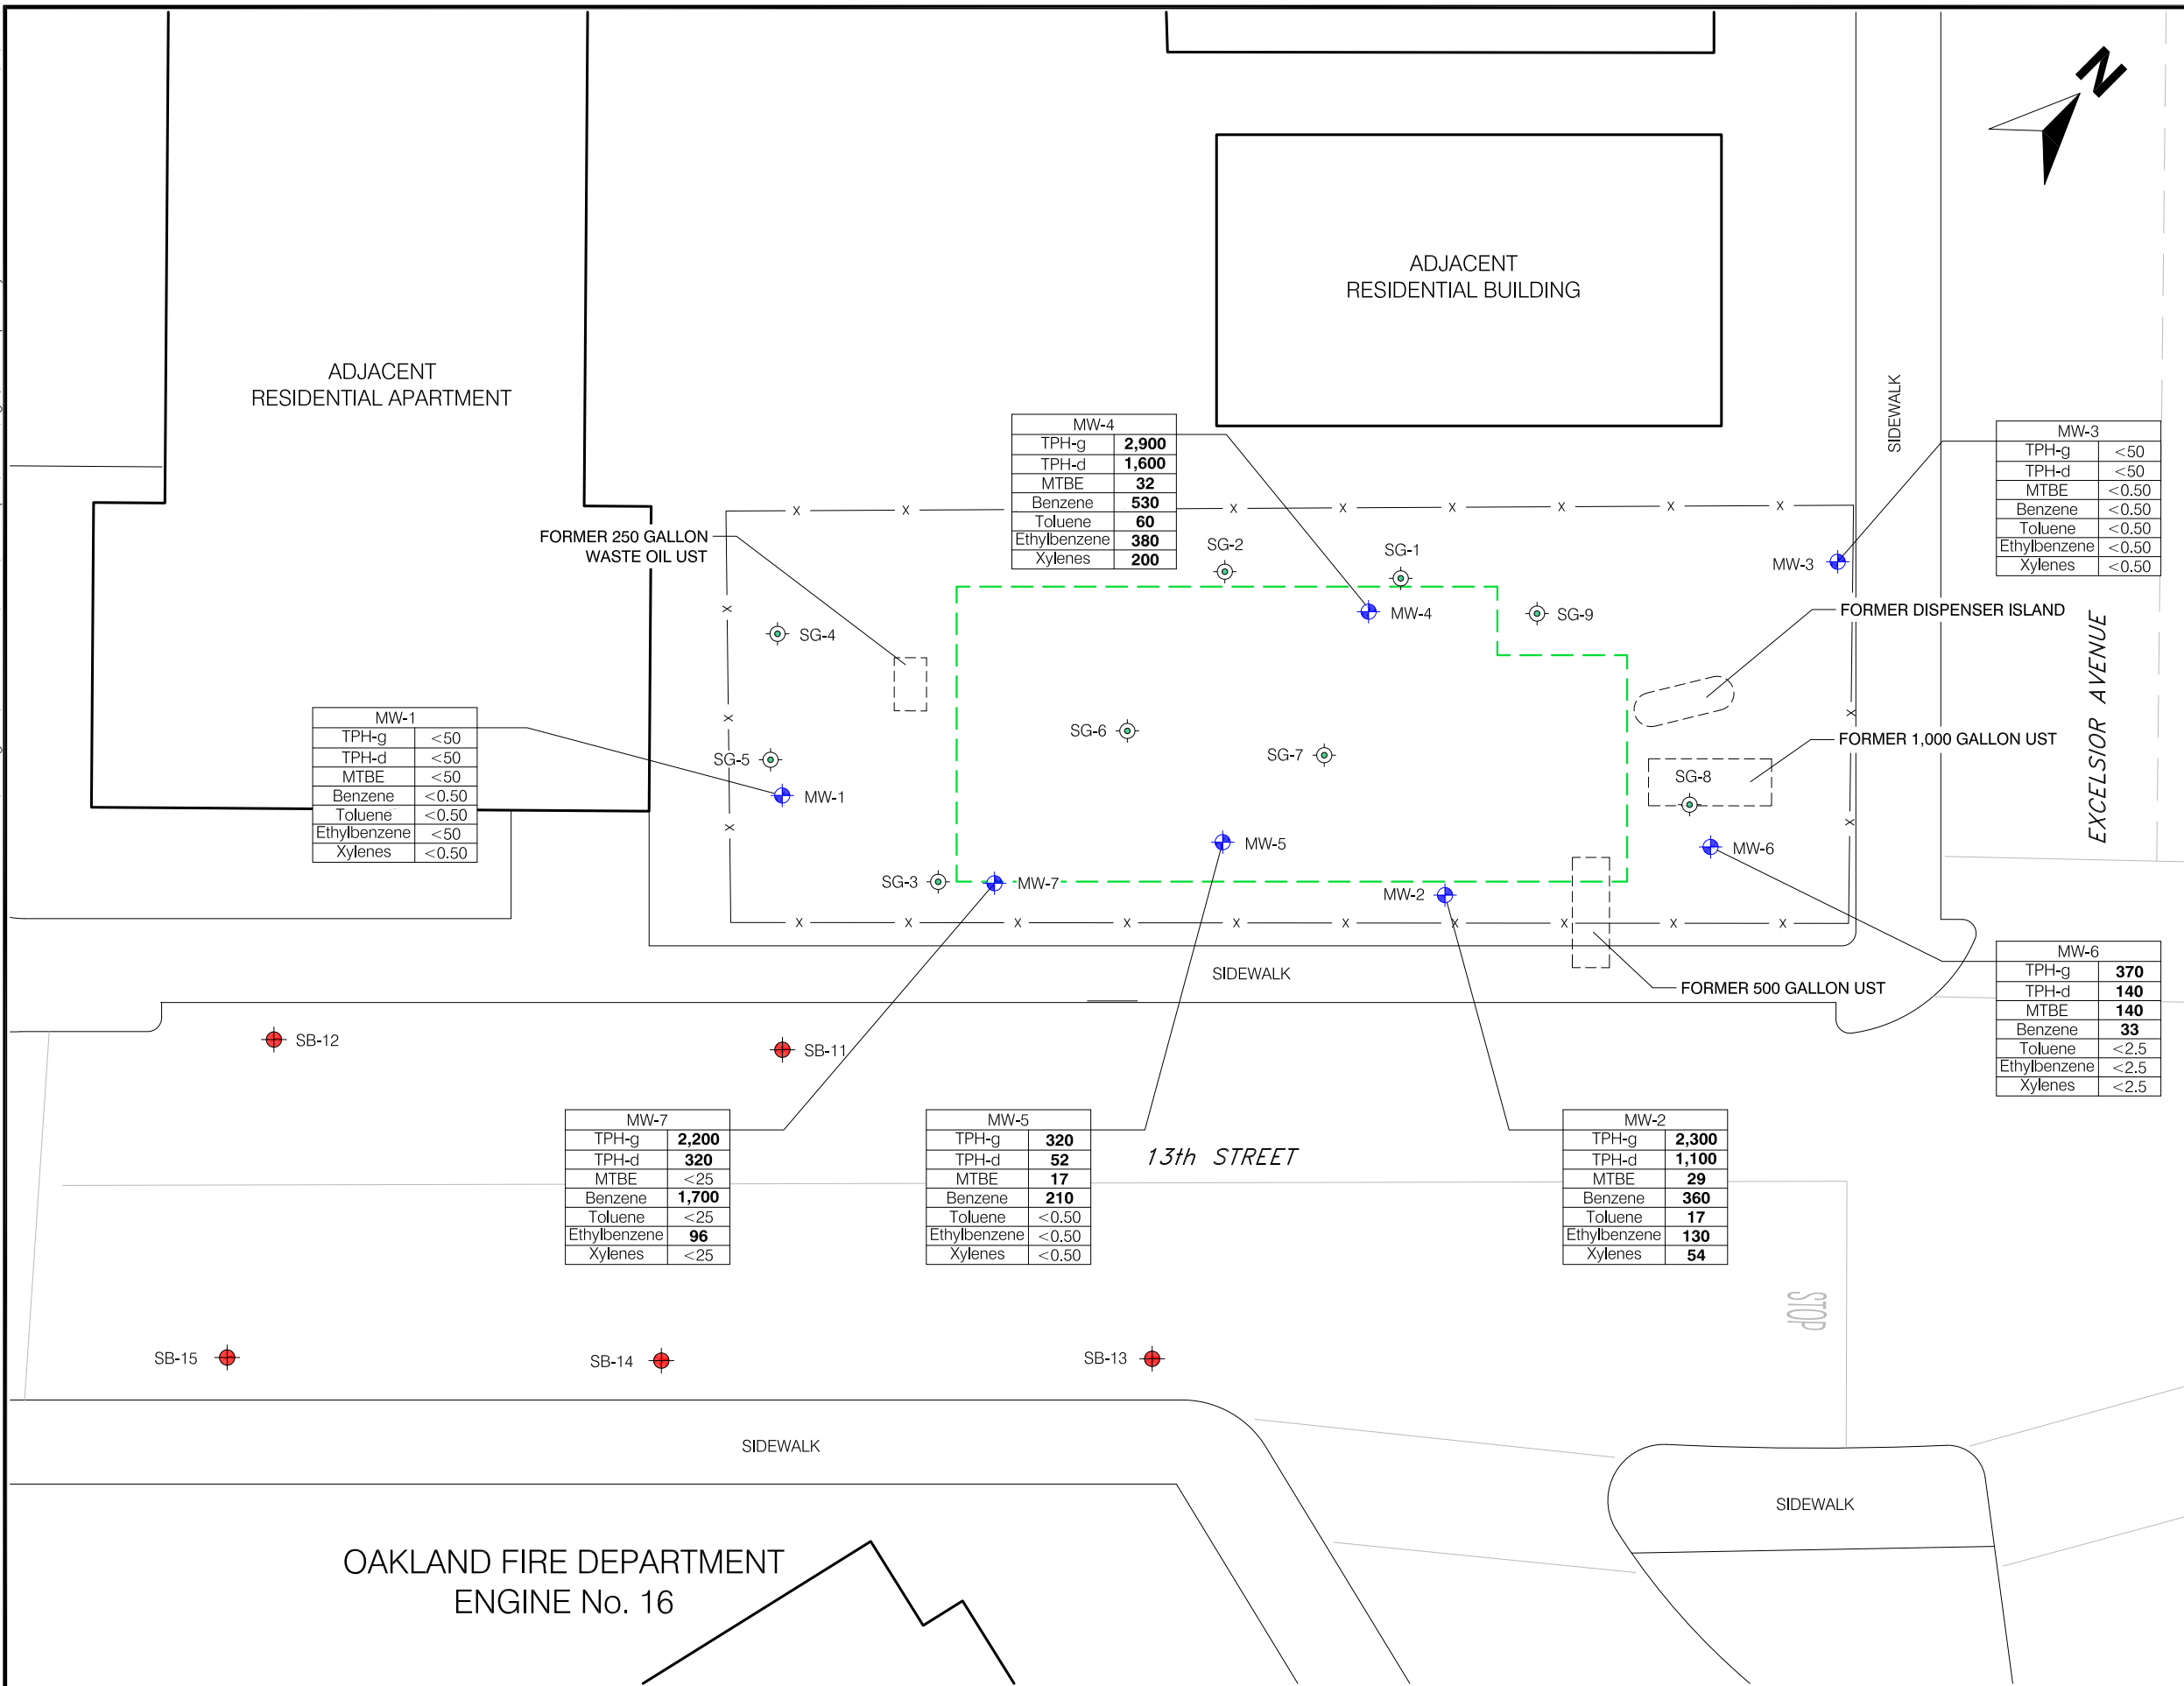 N
ADJACENT
RESIDENTIAL BUILDING
ADJACENT
RESIDENTIAL APARTMENT
SIDEWALK
MW-4
TPH-g 2,900
TPH-d 1,600
MTBE 32
Benzene 530
Toluene 60
Ethylbenzene 380
Xylenes 200
MW-3
TPH-g <50
TPH-d <50
MTBE <0.50
Benzene <0.50
Toluene <0.50
Ethylbenzene <0.50
Xylenes <0.50
FORMER 250 GALLON
WASTE OIL UST
SG-2
SG-1
MW-3
MW-4
SG-9
FORMER DISPENSER ISLAND
SG-4
EXCELSIOR AVENUE
MW-1
TPH-g <50
TPH-d <50
MTBE <50
Benzene <0.50
Toluene <0.50
Ethylbenzene <50
Xylenes <0.50
SG-6
SG-7
SG-5
FORMER 1,000 GALLON UST
SG-8
MW-1
MW-5
MW-6
SG-3
MW-7
MW-2
SIDEWALK
FORMER 500 GALLON UST
MW-6
TPH-g 370
TPH-d 140
MTBE 140
Benzene 33
Toluene <2.5
Ethylbenzene <2.5
Xylenes <2.5
SB-12
SB-11
MW-7
TPH-g 2,200
TPH-d 320
MTBE <25
Benzene 1,700
Toluene <25
Ethylbenzene 96
Xylenes <25
MW-5
TPH-g 320
TPH-d 52
MTBE 17
Benzene 210
Toluene <0.50
Ethylbenzene <0.50
Xylenes <0.50
13th STREET
MW-2
TPH-g 2,300
TPH-d 1,100
MTBE 29
Benzene 360
Toluene 17
Ethylbenzene 130
Xylenes 54
STOP
SB-15
SB-14
SB-13
SIDEWALK
SIDEWALK
OAKLAND FIRE DEPARTMENT
ENGINE No. 16